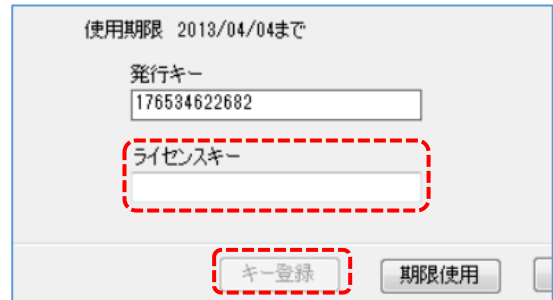 使用期限 2013/04/04まで
発行キー
176534622682
ライセンスキー
キー登録 期限使用